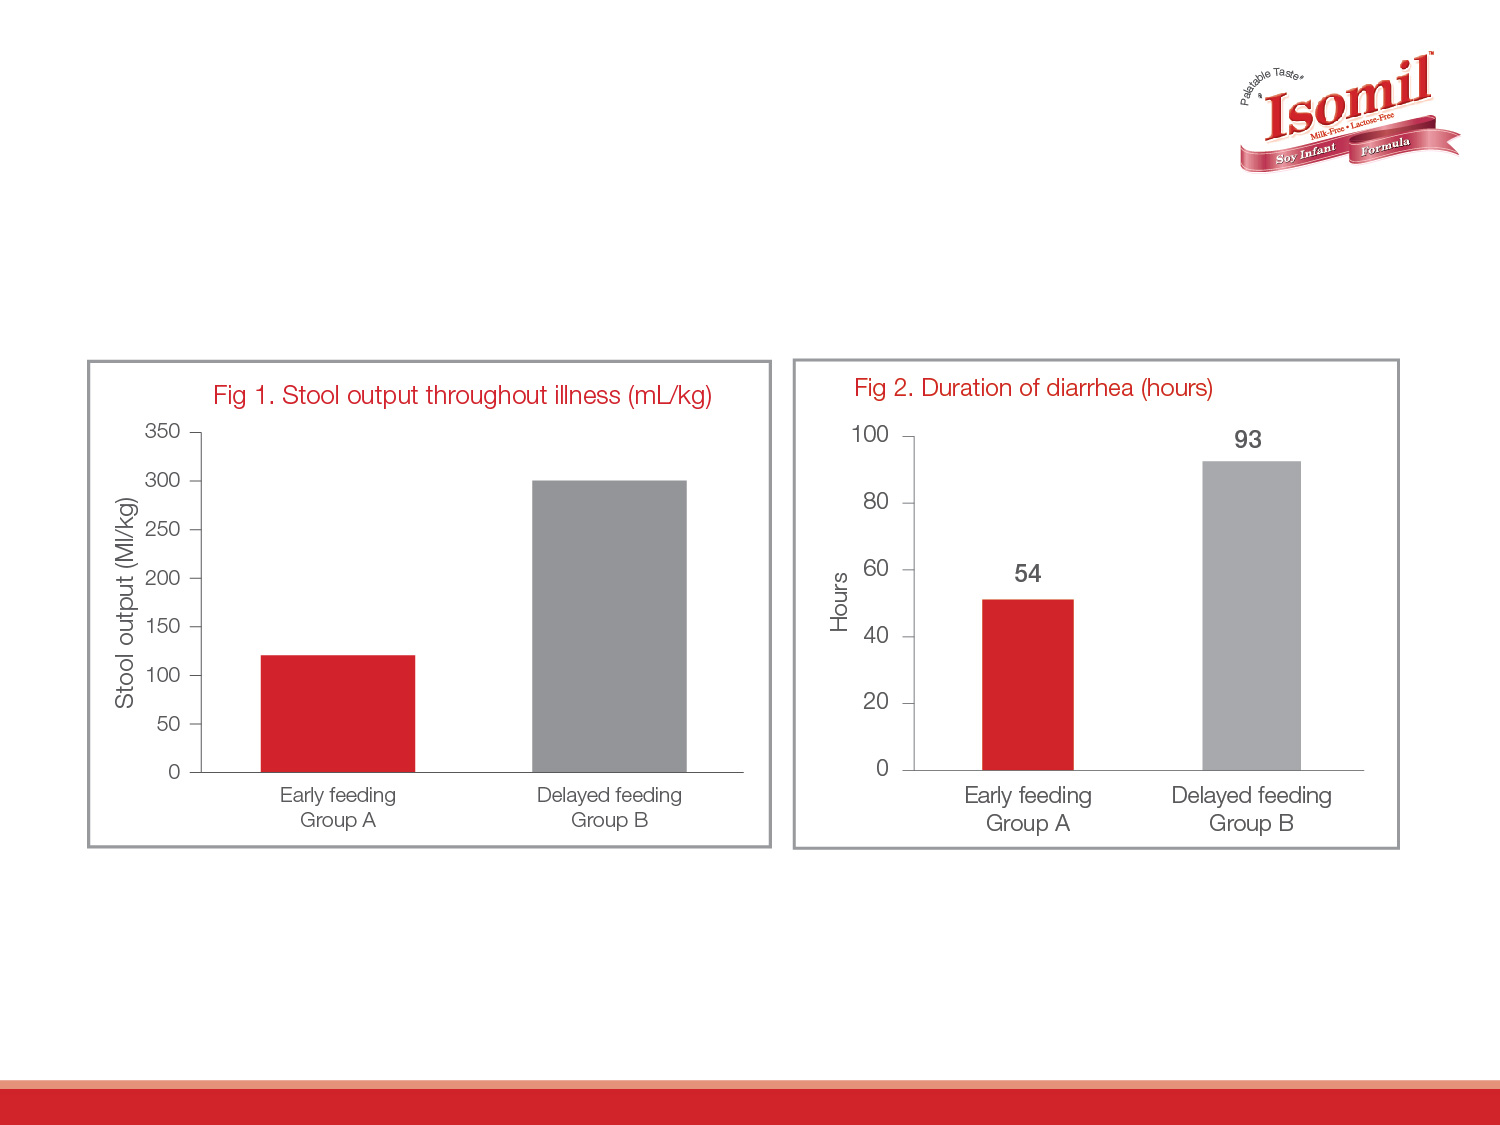 Palatable Taste#
Isomil™
Milk-Free • Lactose-Free
Soy Infant Formula
Fig 1. Stool output throughout illness (mL/kg)
350
300
250
200
150
100
50
0
Stool output (Ml/kg)
Early feeding
Group A
Delayed feeding
Group B
Fig 2. Duration of diarrhea (hours)
100
80
60
40
20
0
Hours
54
93
Early feeding
Group A
Delayed feeding
Group B